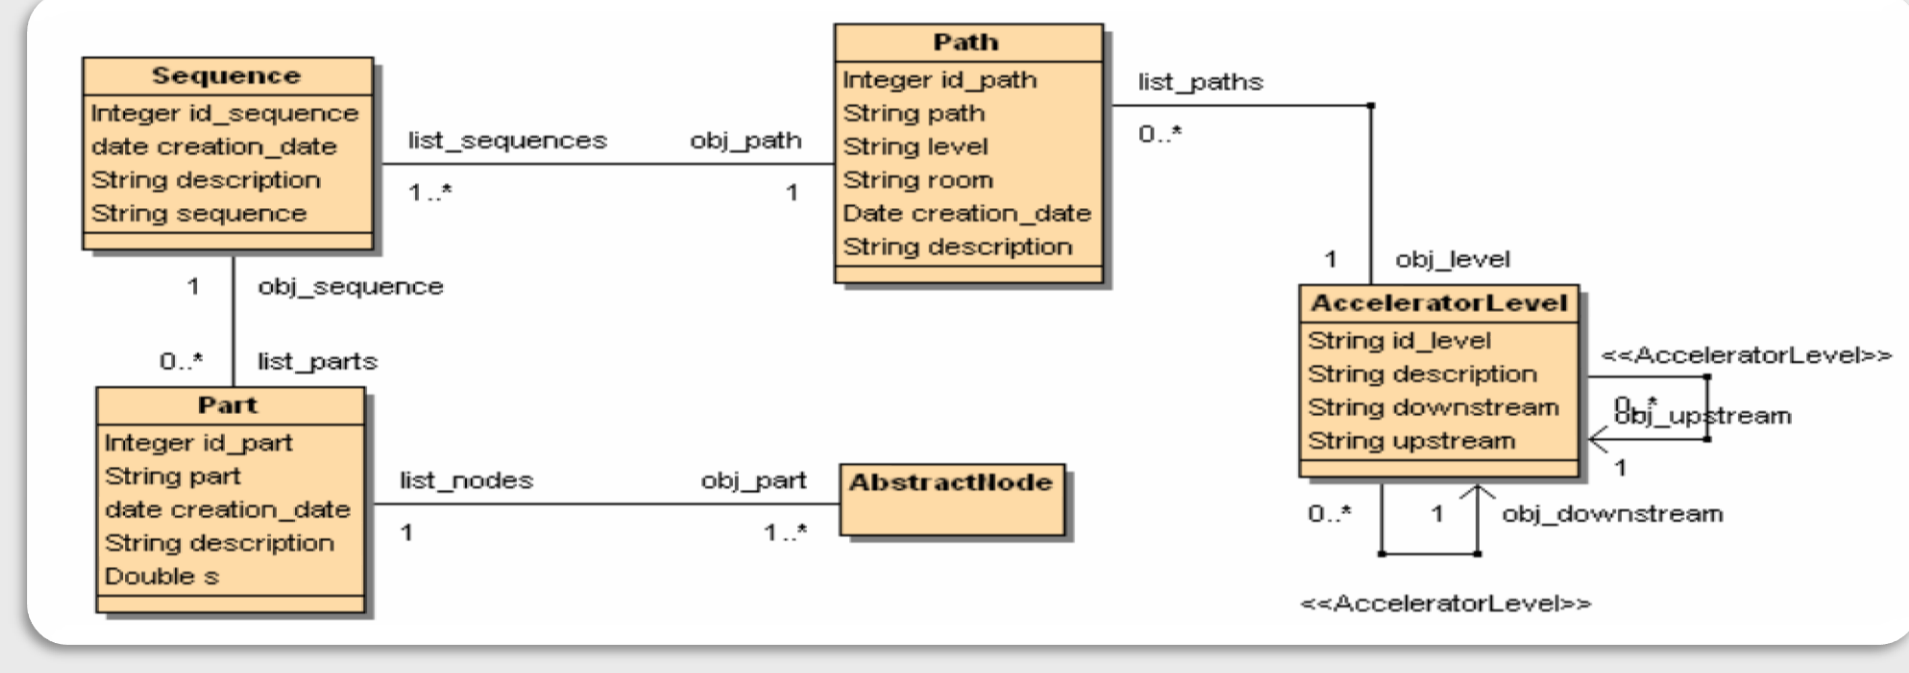 Sequence
Integer id_sequence
date creation_date
String description
String sequence
list_sequences
1..*
obj_path
1
Path
Integer id_path
String path
String level
String room
Date creation_date
String description
list_paths
0..*
1
obj_level
1
obj_sequence
0..*
list_parts
Part
Integer id_part
String part
date creation_date
String description
Double s
list_nodes
1
obj_part
1..*
AbstractNode
AcceleratorLevel
String id_level
String description
String downstream
String upstream
<<AcceleratorLevel>>
0..*
obj_upstream
1
0..*
1
obj_downstream
<<AcceleratorLevel>>